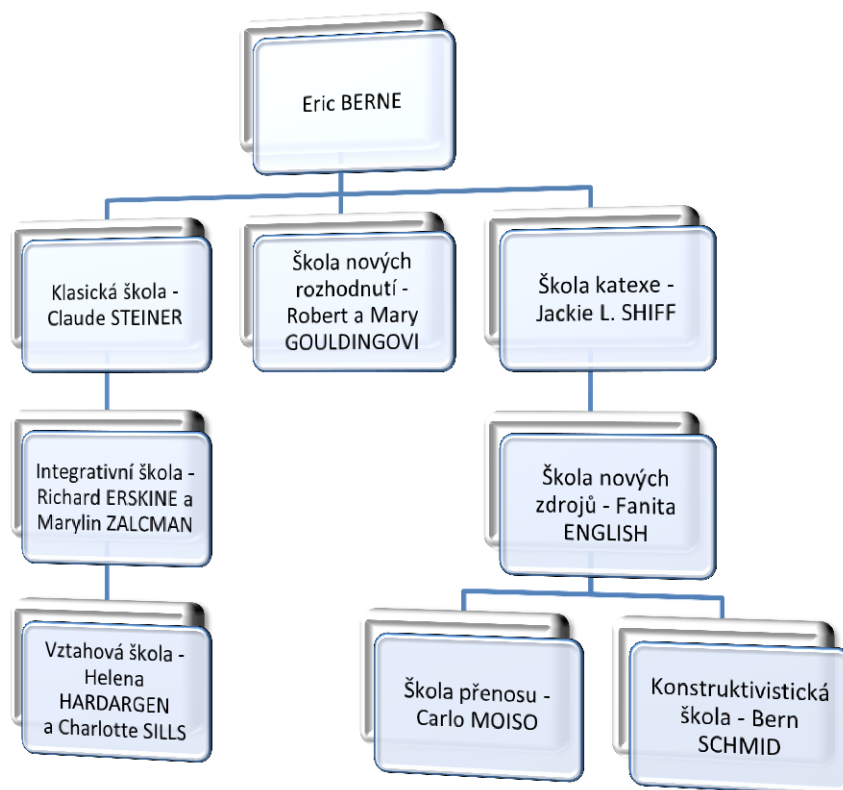 Eric BERNE
Klasická škola -
Claude STEINER
Škola nových
rozhodnutí -
Robert a Mary
GOULDINGOVI
Škola katexe -
Jackie L. SHIFF
Integrativní škola -
Richard ERSKINE a
Marylin ZALCMAN
Škola nových
zdrojů - Fanita
ENGLISH
Vztahová škola -
Helena
HARDARGEN
a Charlotte SILLS
Škola přenosu -
Carlo MOISO
Konstruktivistická
škola - Bern
SCHMID